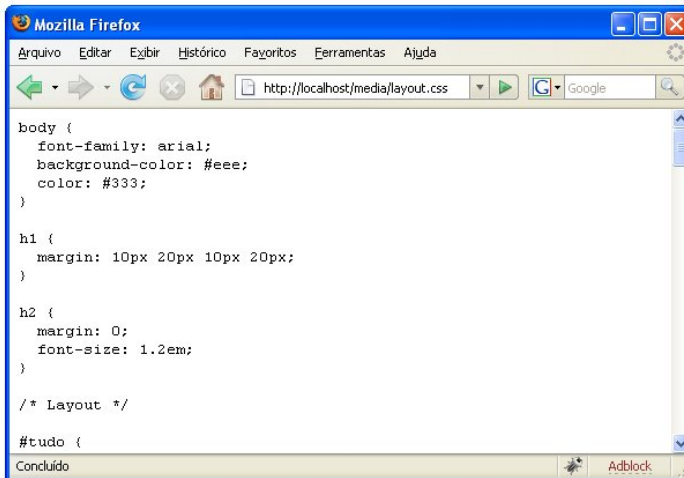 Mozilla Firefox
Arquivo Editar Exibir Histórico Favoritos Ferramentas Ajuda
http://localhost/media/layout.css G Google
body {
  font-family: arial;
  background-color: #eee;
  color: #333;
}
h1 {
  margin: 10px 20px 10px 20px;
}
h2 {
  margin: 0;
  font-size: 1.2em;
}
/* Layout */
#tudo {
Concluído Adblock